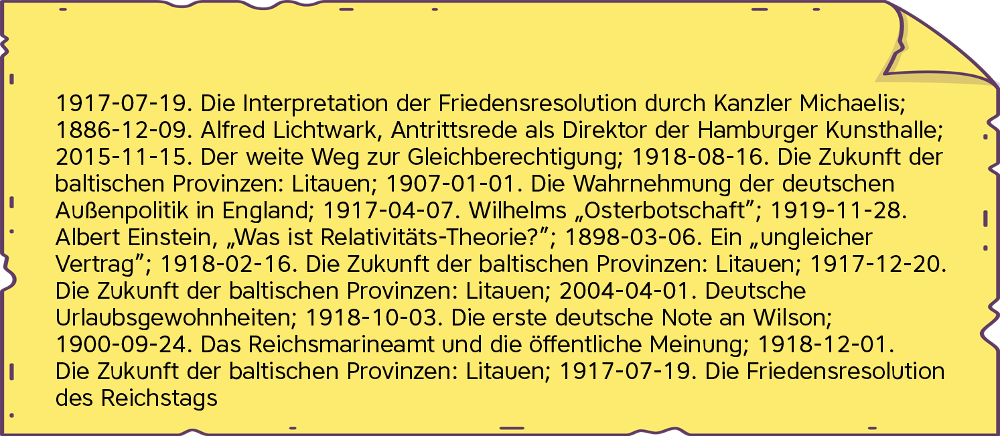 1917-07-19. Die Interpretation der Friedensresolution durch Kanzler Michaelis;
1886-12-09. Alfred Lichtwark, Antrittsrede als Direktor der Hamburger Kunsthalle;
2015-11-15. Der weite Weg zur Gleichberechtigung; 1918-08-16. Die Zukunft der
baltischen Provinzen: Litauen; 1907-01-01. Die Wahrnehmung der deutschen
Außenpolitik in England; 1917-04-07. Wilhelms „Osterbotschaft”; 1919-11-28.
Albert Einstein, „Was ist Relativitäts-Theorie?”; 1898-03-06. Ein „ungleicher
Vertrag”; 1918-02-16. Die Zukunft der baltischen Provinzen: Litauen; 1917-12-20.
Die Zukunft der baltischen Provinzen: Litauen; 2004-04-01. Deutsche
Urlaubsgewohnheiten; 1918-10-03. Die erste deutsche Note an Wilson;
1900-09-24. Das Reichsmarineamt und die öffentliche Meinung; 1918-12-01.
Die Zukunft der baltischen Provinzen: Litauen; 1917-07-19. Die Friedensresolution
des Reichstags